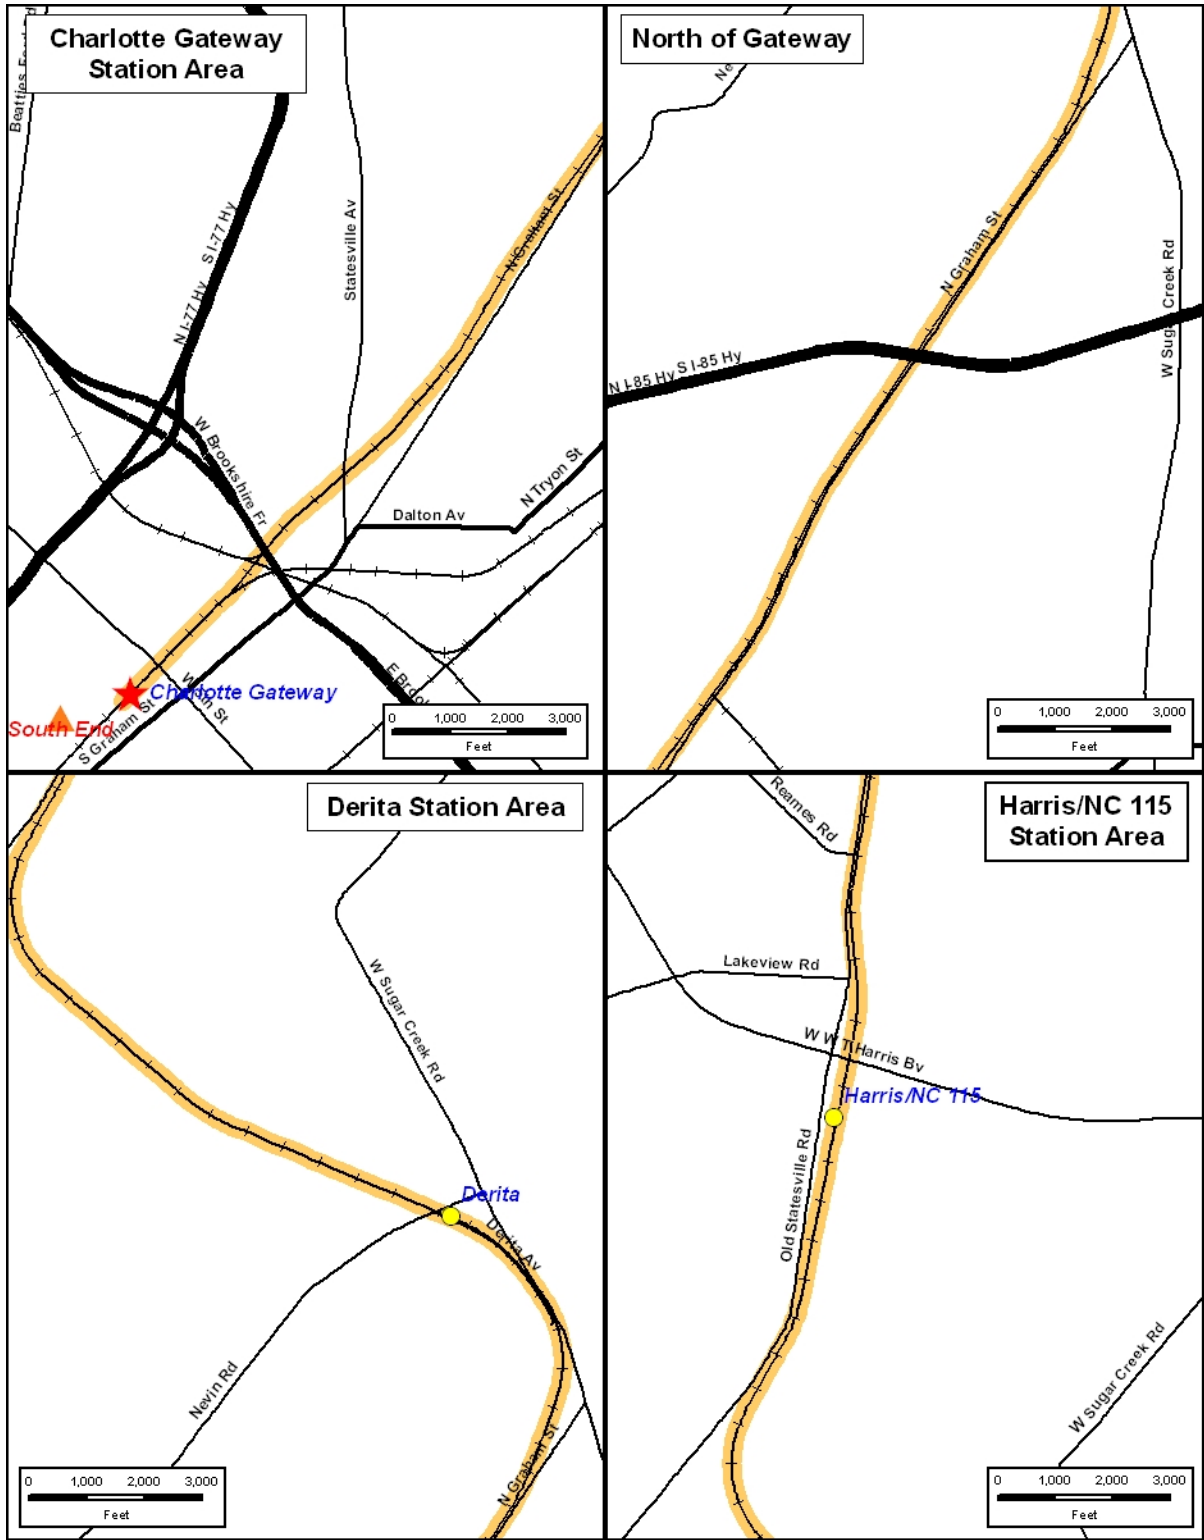 Charlotte Gateway
Station Area
Beatties Ford Rd
S I-77 Hy
N I-77 Hy
Statesville Av
N Graham St
W Brookshire Fr
N Tryon St
Dalton Av
Charlotte Gateway
South End
S Graham St
0 1,000 2,000 3,000
Feet
North of Gateway
N Graham St
W Sugar Creek Rd
N I-85 Hy S I-85 Hy
0 1,000 2,000 3,000
Feet
Derita Station Area
W Sugar Creek Rd
Derita
Derita Av
Nevin Rd
N Graham St
0 1,000 2,000 3,000
Feet
Harris/NC 115
Station Area
Reames Rd
Lakeview Rd
W W T Harris Bv
Harris/NC 115
Old Statesville Rd
W Sugar Creek Rd
0 1,000 2,000 3,000
Feet